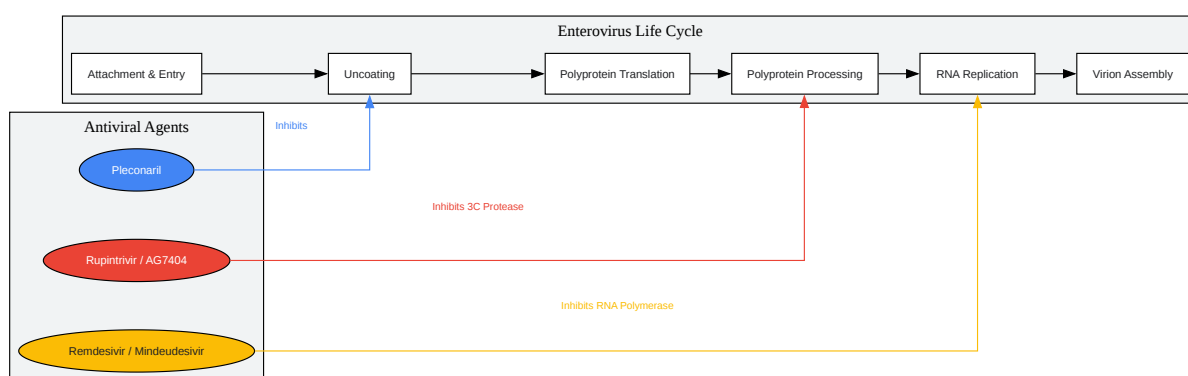 Enterovirus Life Cycle
Attachment & Entry
Uncoating
Polyprotein Translation
Polyprotein Processing
RNA Replication
Virion Assembly
Antiviral Agents
Inhibits
Pleconaril
Inhibits 3C Protease
Rupintrivir / AG7404
Inhibits RNA Polymerase
Remdesivir / Mindeudesivir